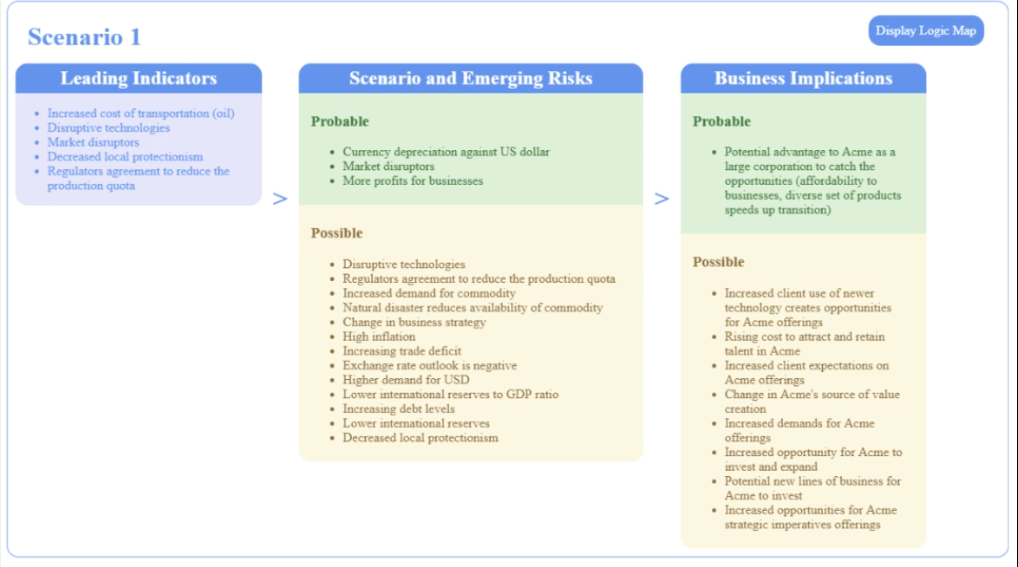 Scenario 1
Display Logic Map
Leading Indicators
• Increased cost of transportation (oil)
• Disruptive technologies
• Market disruptors
• Decreased local protectionism
• Regulators agreement to reduce the
production quota
>
Scenario and Emerging Risks
Probable
• Currency depreciation against US dollar
• Market disruptors
• More profits for businesses
Possible
• Disruptive technologies
• Regulators agreement to reduce the production quota
• Increased demand for commodity
• Natural disaster reduces availability of commodity
• Change in business strategy
• High inflation
• Increasing trade deficit
• Exchange rate outlook is negative
• Higher demand for USD
• Lower international reserves to GDP ratio
• Increasing debt levels
• Lower international reserves
• Decreased local protectionism
>
Business Implications
Probable
• Potential advantage to Acme as a
large corporation to catch the
opportunities (affordability to
businesses, diverse set of products
speeds up transition)
Possible
• Increased client use of newer
technology creates opportunities
for Acme offerings
• Rising cost to attract and retain
talent in Acme
• Increased client expectations on
Acme offerings
• Change in Acme's source of value
creation
• Increased demands for Acme
offerings
• Increased opportunity for Acme to
invest and expand
• Potential new lines of business for
Acme to invest
• Increased opportunities for Acme
strategic imperatives offerings